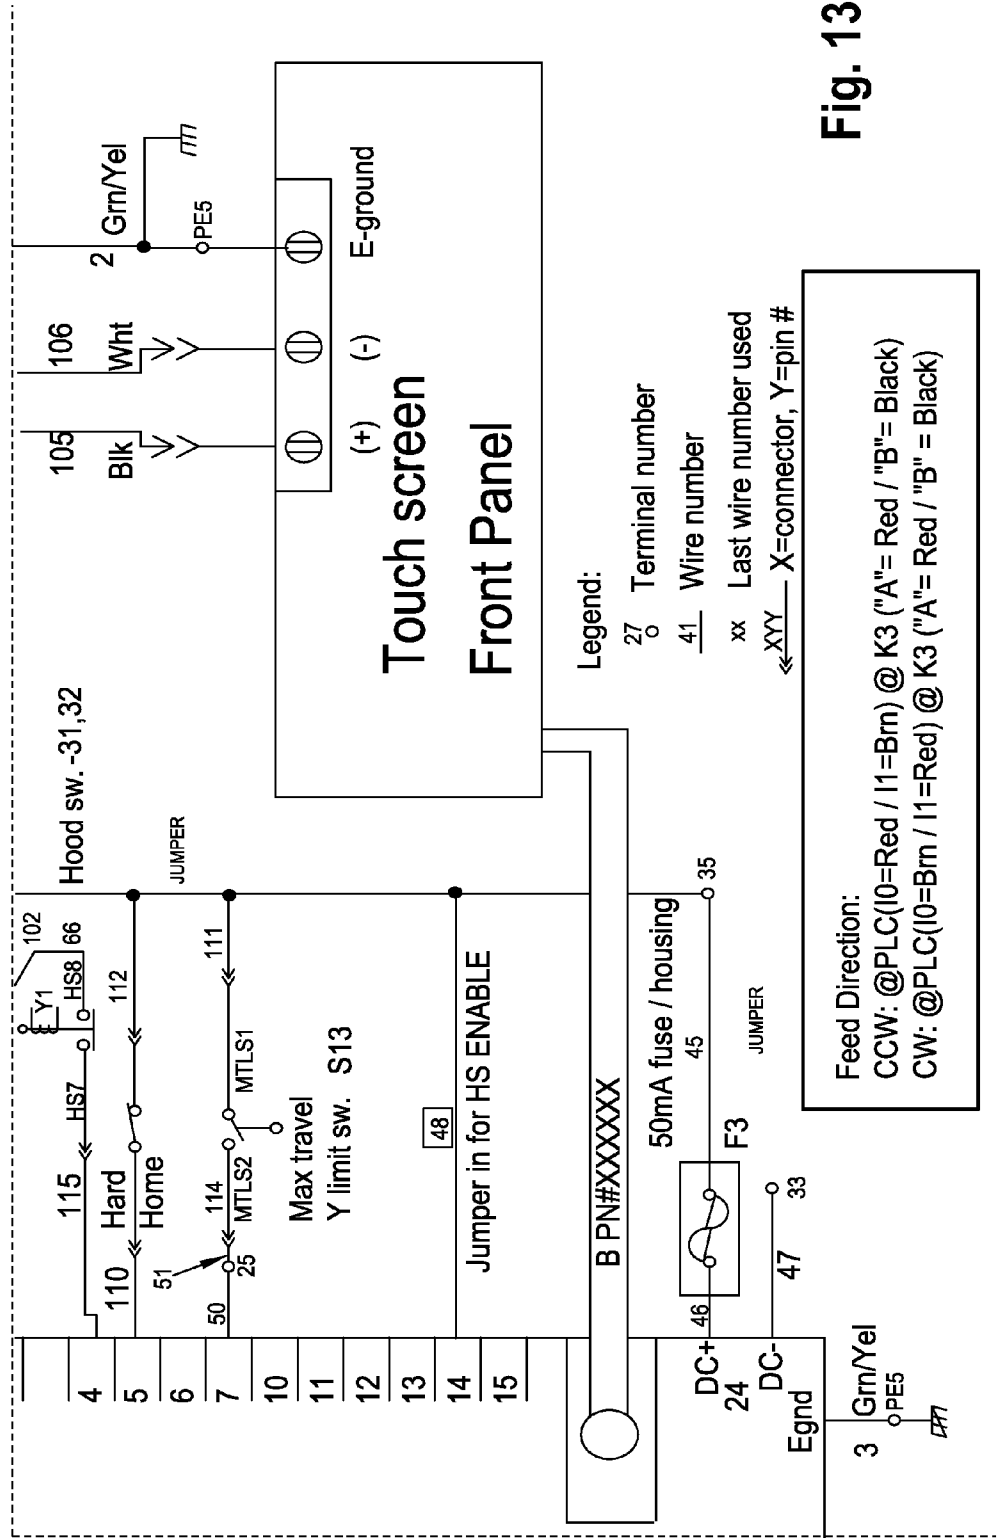 Fig. 13
2
Grn/Yel
PE5
106
Wht
105
Blk
E-ground
(-)
(+)
Touch screen
Front Panel
Legend:
27 Terminal number
41 Wire number
xx Last wire number used
XYY X=connector, Y=pin #
Feed Direction:
CCW: @PLC(I0=Red / I1=Brn) @ K3 ("A"= Red / "B"= Black)
CW: @PLC(I0=Brn / I1=Red) @ K3 ("A"= Red / "B" = Black)
Hood sw. -31,32
JUMPER
102
66
Y1
HS8
HS7
115
112
Hard
Home
110
111
MTLS1
S13
Max travel
Y limit sw.
114
MTLS2
51
25
50
48
Jumper in for HS ENABLE
B PN#XXXXXX
35
50mA fuse / housing
45
JUMPER
F3
46
33
47
4
5
6
7
10
11
12
13
14
15
DC+
24
DC-
Egnd
3
Grn/Yel
PE5